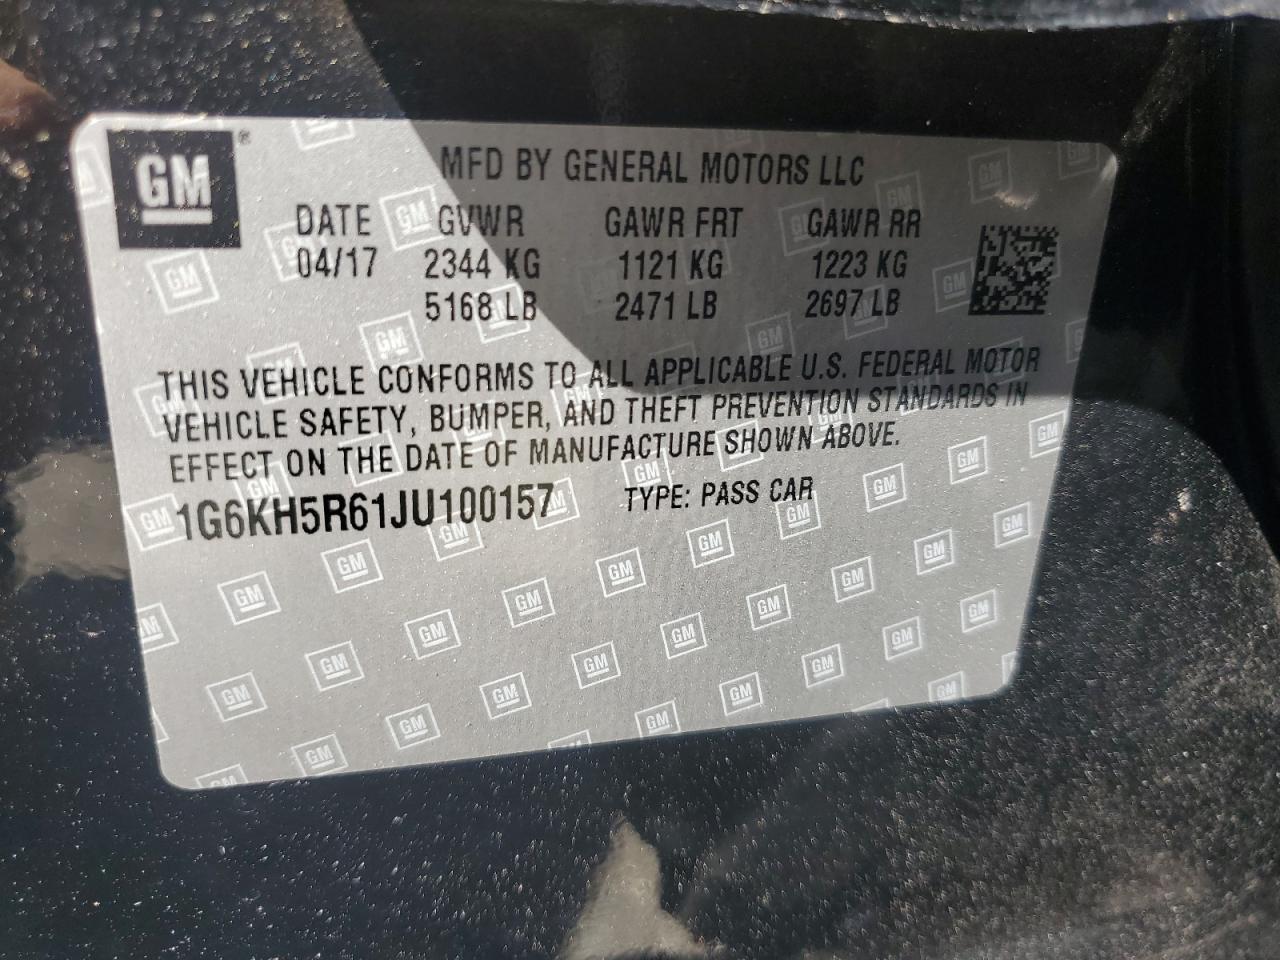 GM ®
MFD BY GENERAL MOTORS LLC
DATE GVWR GAWR FRT GAWR RR
04/17 2344 KG 1121 KG 1223 KG
5168 LB 2471 LB 2697 LB
THIS VEHICLE CONFORMS TO ALL APPLICABLE U.S. FEDERAL MOTOR
VEHICLE SAFETY, BUMPER, AND THEFT PREVENTION STANDARDS IN
EFFECT ON THE DATE OF MANUFACTURE SHOWN ABOVE.
1G6KH5R61JU100157 TYPE: PASS CAR